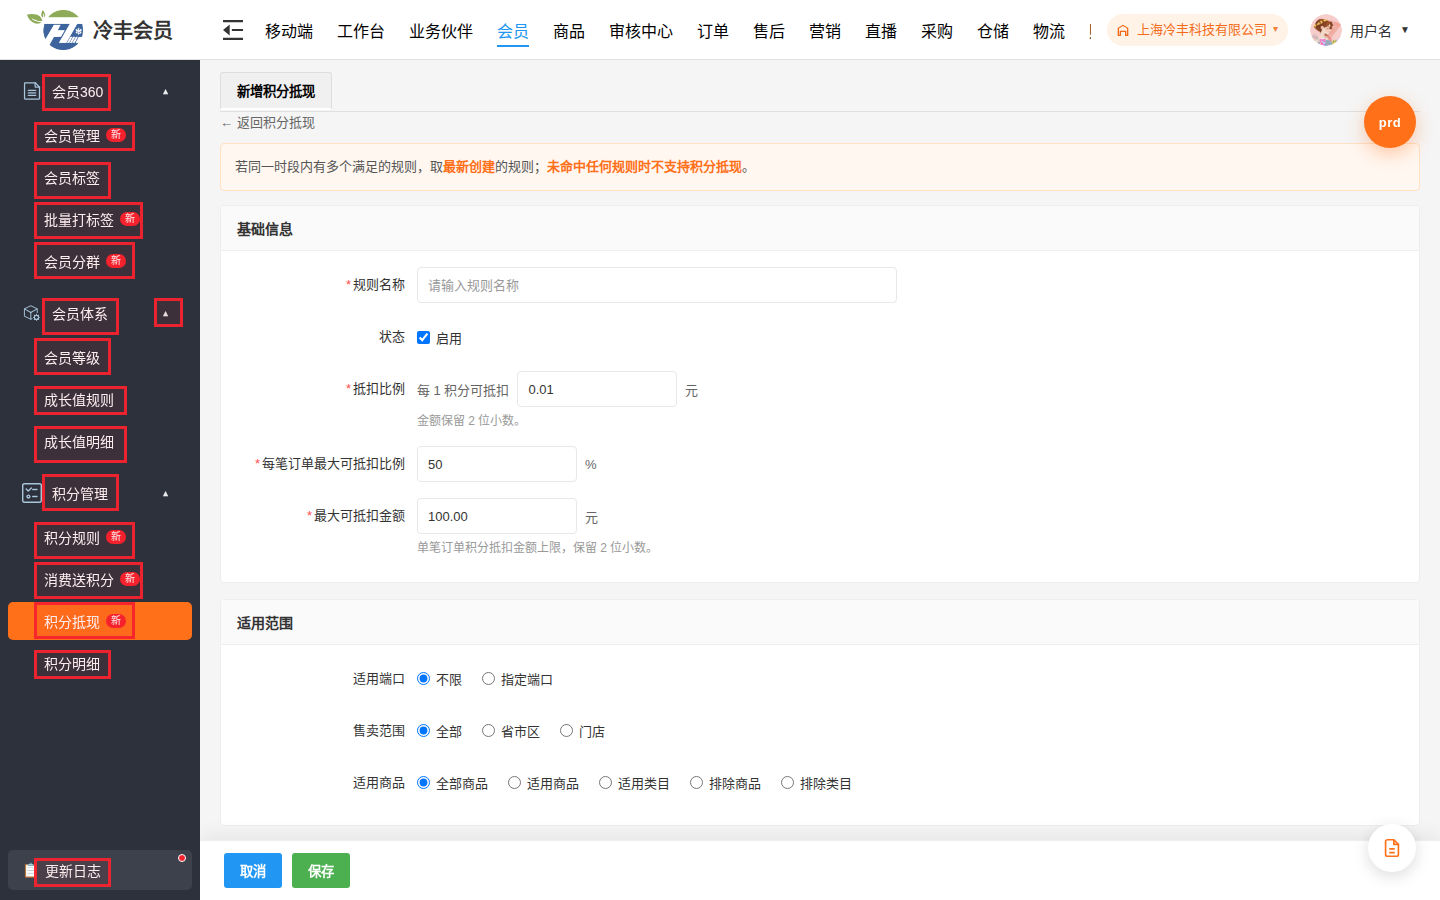 冷丰会员
移动端 工作台 业务伙伴 会员 商品 审核中心 订单 售后 营销 直播 采购 仓储 物流
上海冷丰科技有限公司 ▼
用户名 ▼
会员360 ▲
会员管理 新
会员标签
批量打标签 新
会员分群 新
会员体系 ▲
会员等级
成长值规则
成长值明细
积分管理 ▲
积分规则 新
消费送积分 新
积分抵现 新
积分明细
更新日志
新增积分抵现
← 返回积分抵现
prd
若同一时段内有多个满足的规则，取最新创建的规则；未命中任何规则时不支持积分抵现。
基础信息
*规则名称 请输入规则名称
状态 启用
*抵扣比例 每 1 积分可抵扣 0.01 元
金额保留 2 位小数。
*每笔订单最大可抵扣比例 50 %
*最大可抵扣金额 100.00 元
单笔订单积分抵扣金额上限，保留 2 位小数。
适用范围
适用端口 不限 指定端口
售卖范围 全部 省市区 门店
适用商品 全部商品 适用商品 适用类目 排除商品 排除类目
取消 保存